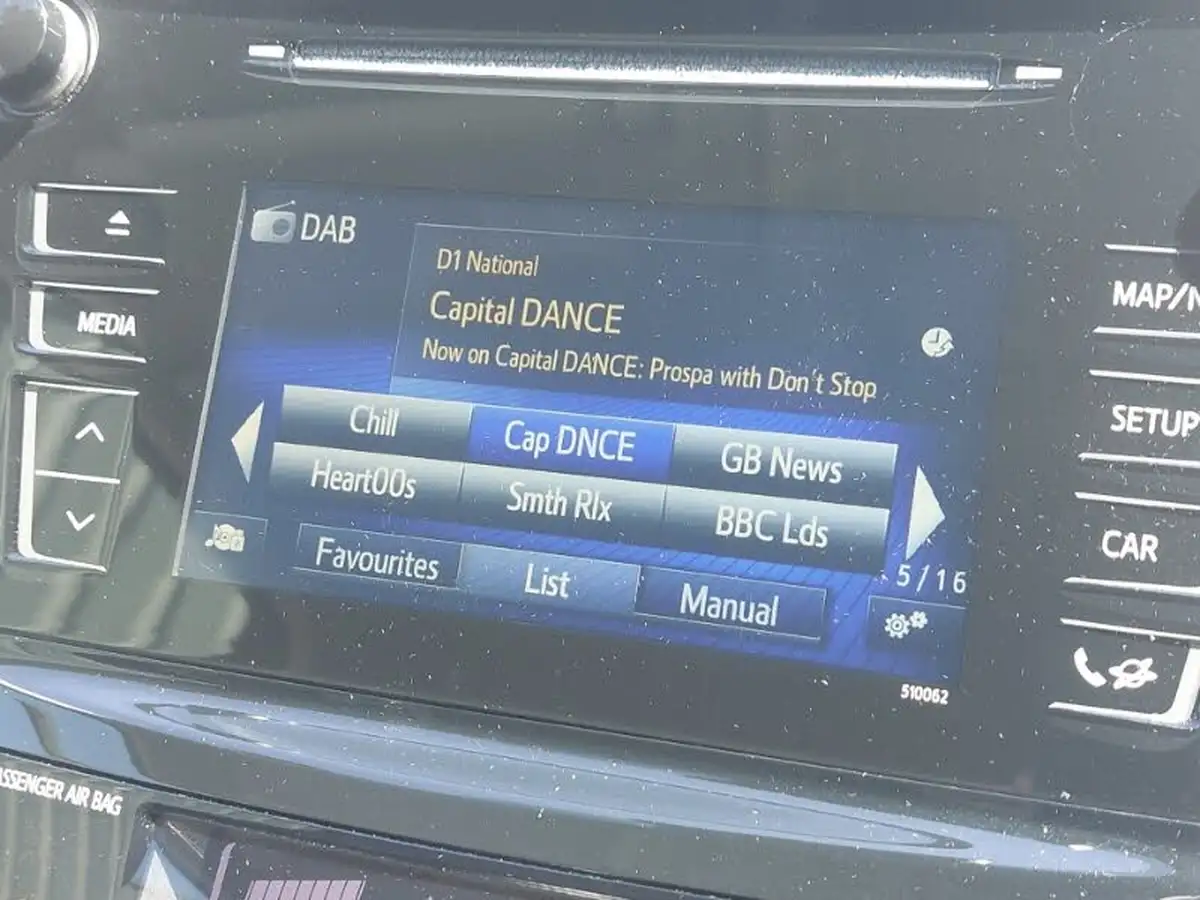 DAB
D1 National
Capital DANCE
Now on Capital DANCE: Prospa with Don't Stop
Chill
Cap DNCE
GB News
Heart00s
Smth Rlx
BBC Lds
5/16
Favourites
List
Manual
510062
MEDIA
MAP/
SETUP
CAR
AIR BAG